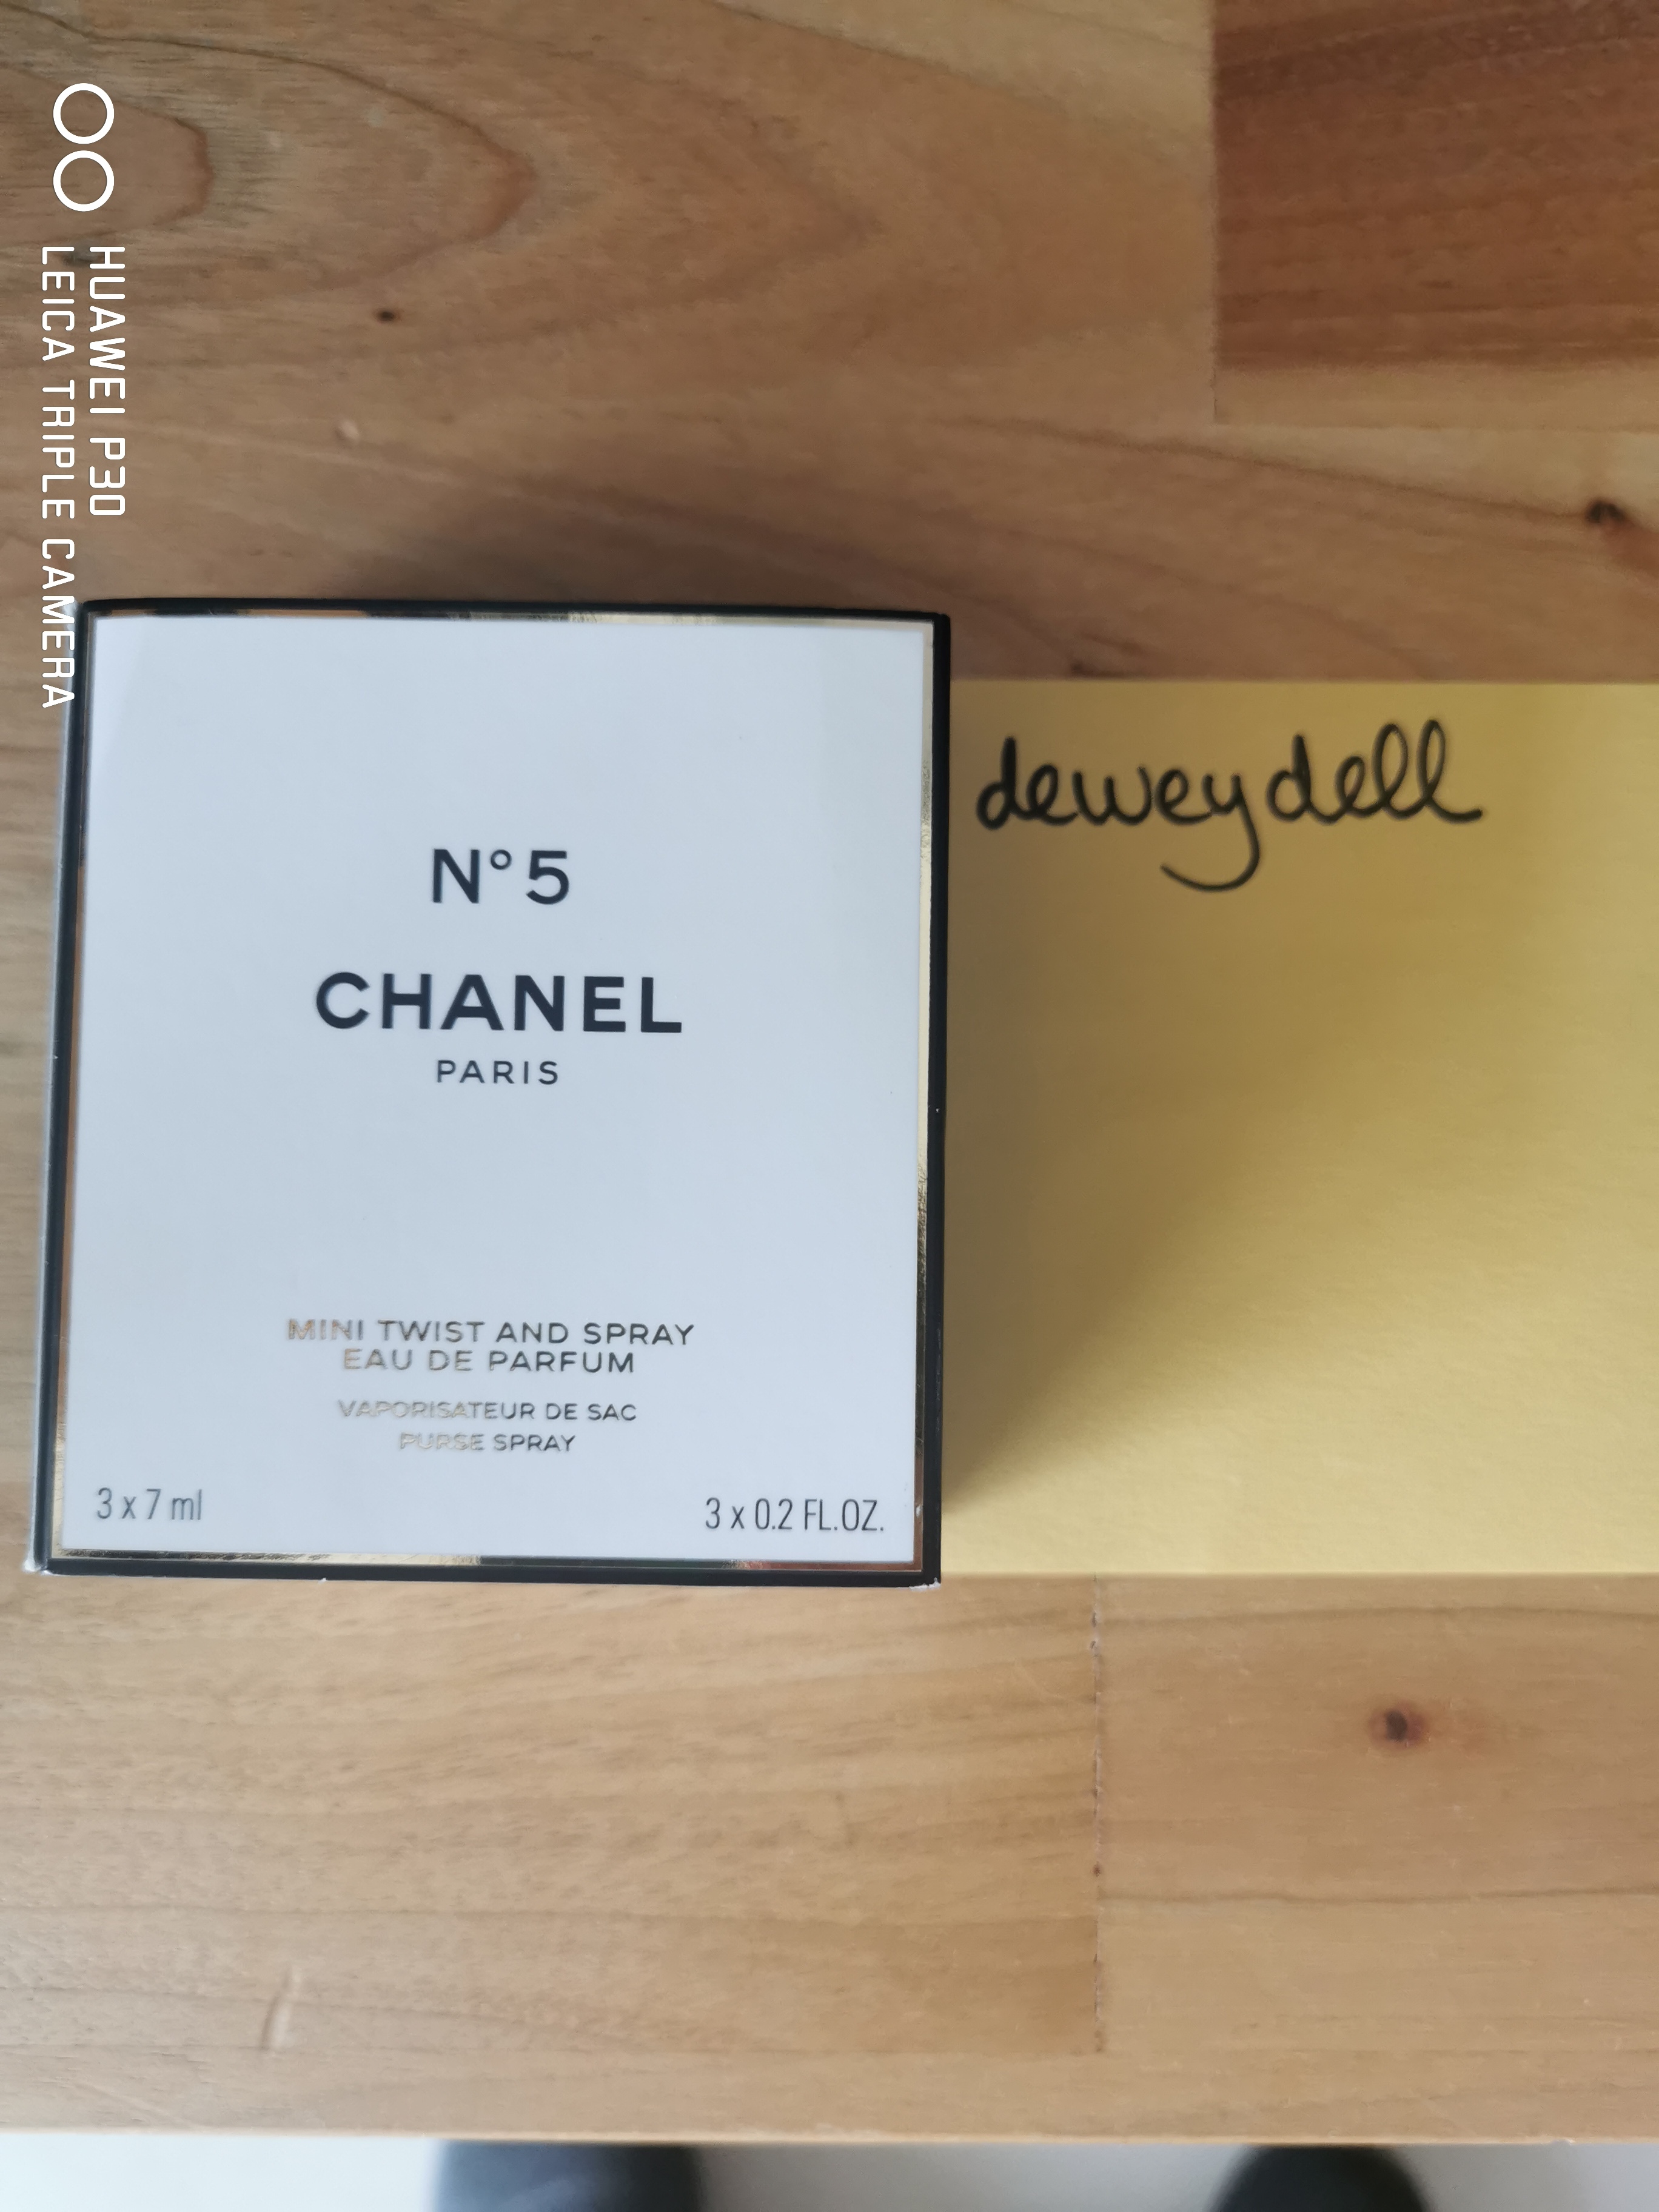 HUAWEI P30
LEICA TRIPLE CAMERA
deweydell
N°5
CHANEL
PARIS
MINI TWIST AND SPRAY
EAU DE PARFUM
VAPORISATEUR DE SAC
PURSE SPRAY
3 x 7 ml
3 x 0.2 FL.OZ.